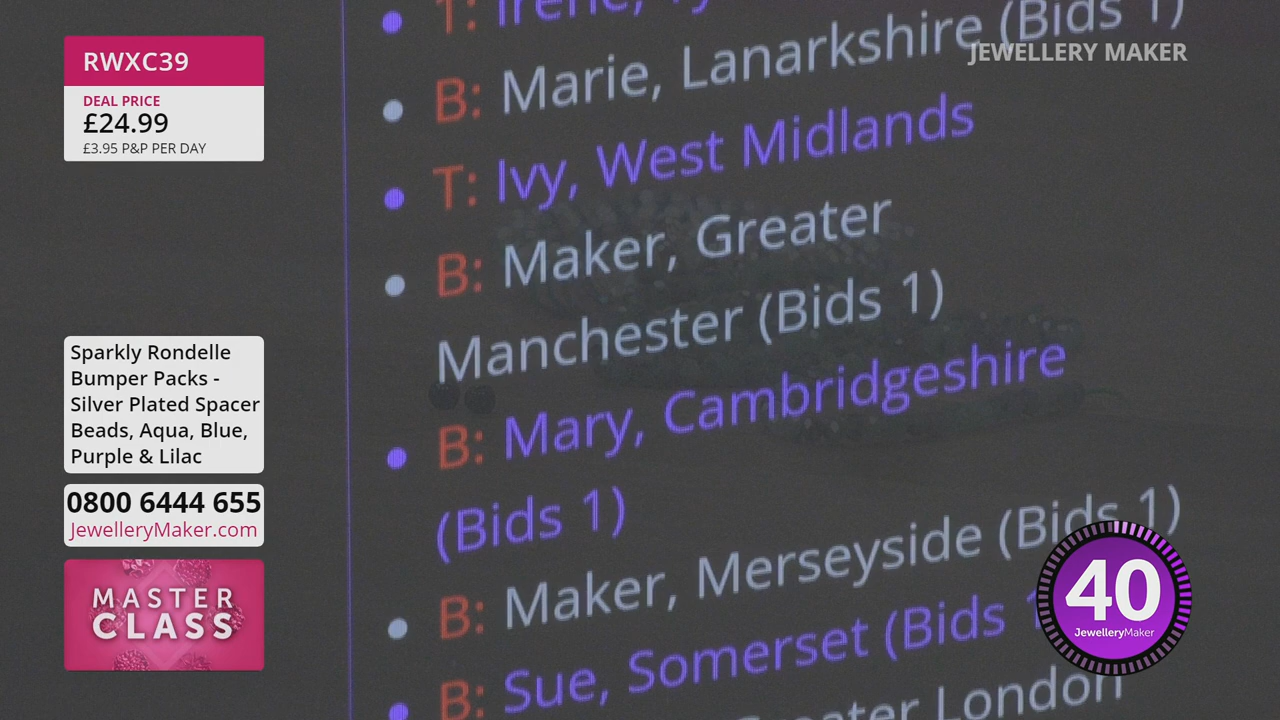 RWXC39
DEAL PRICE
£24.99
£3.95 P&P PER DAY
Sparkly Rondelle
Bumper Packs -
Silver Plated Spacer
Beads, Aqua, Blue,
Purple & Lilac
0800 6444 655
JewelleryMaker.com
MASTER
CLASS
JEWELLERY MAKER
T: Irene,
B: Marie, Lanarkshire (Bids 1)
T: Ivy, West Midlands
B: Maker, Greater
Manchester (Bids 1)
B: Mary, Cambridgeshire
(Bids 1)
B: Maker, Merseyside (Bids 1)
B: Sue, Somerset (Bids
London
40
JewelleryMaker